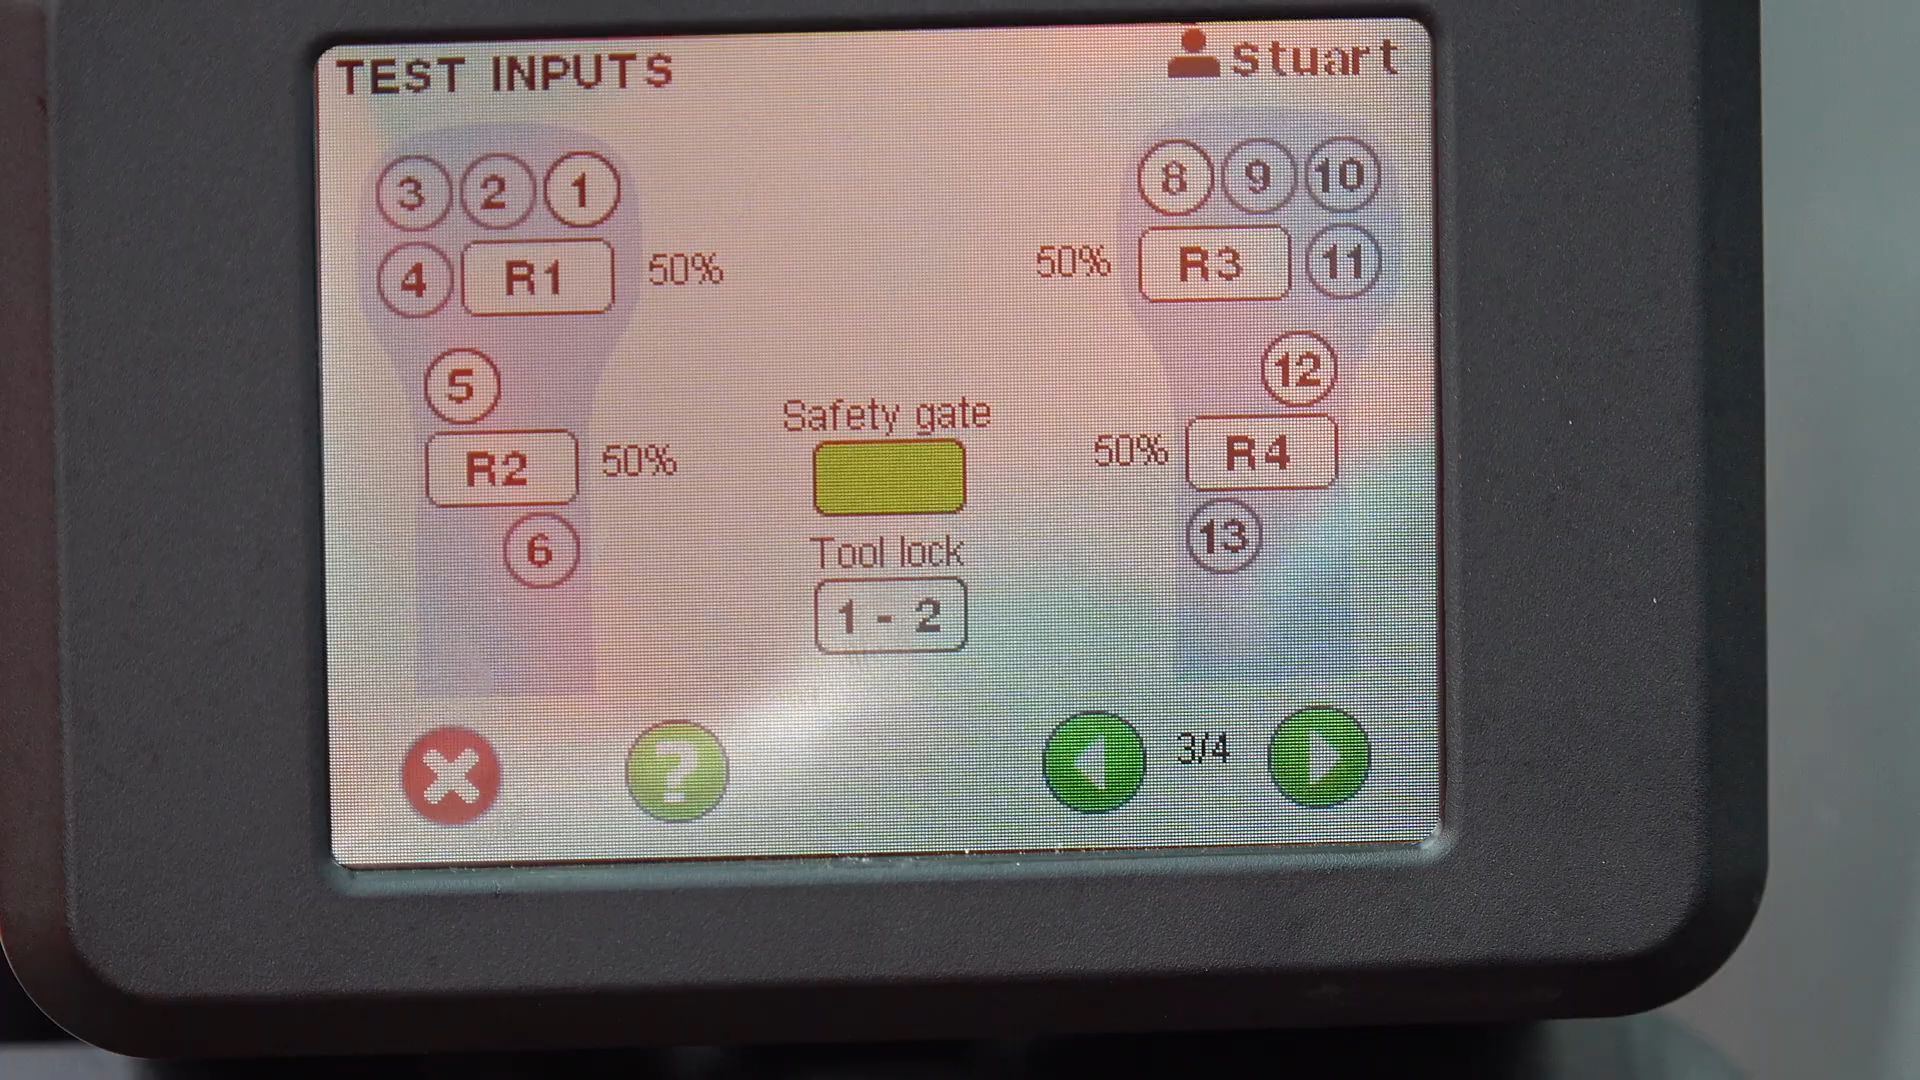 TEST INPUTS
stuart
3 2 1
8 9 10
4 R1 50%
50% R3 11
5
12
R2 50%
50% R4
6
13
Safety gate
Tool lock
1 - 2
?
3/4